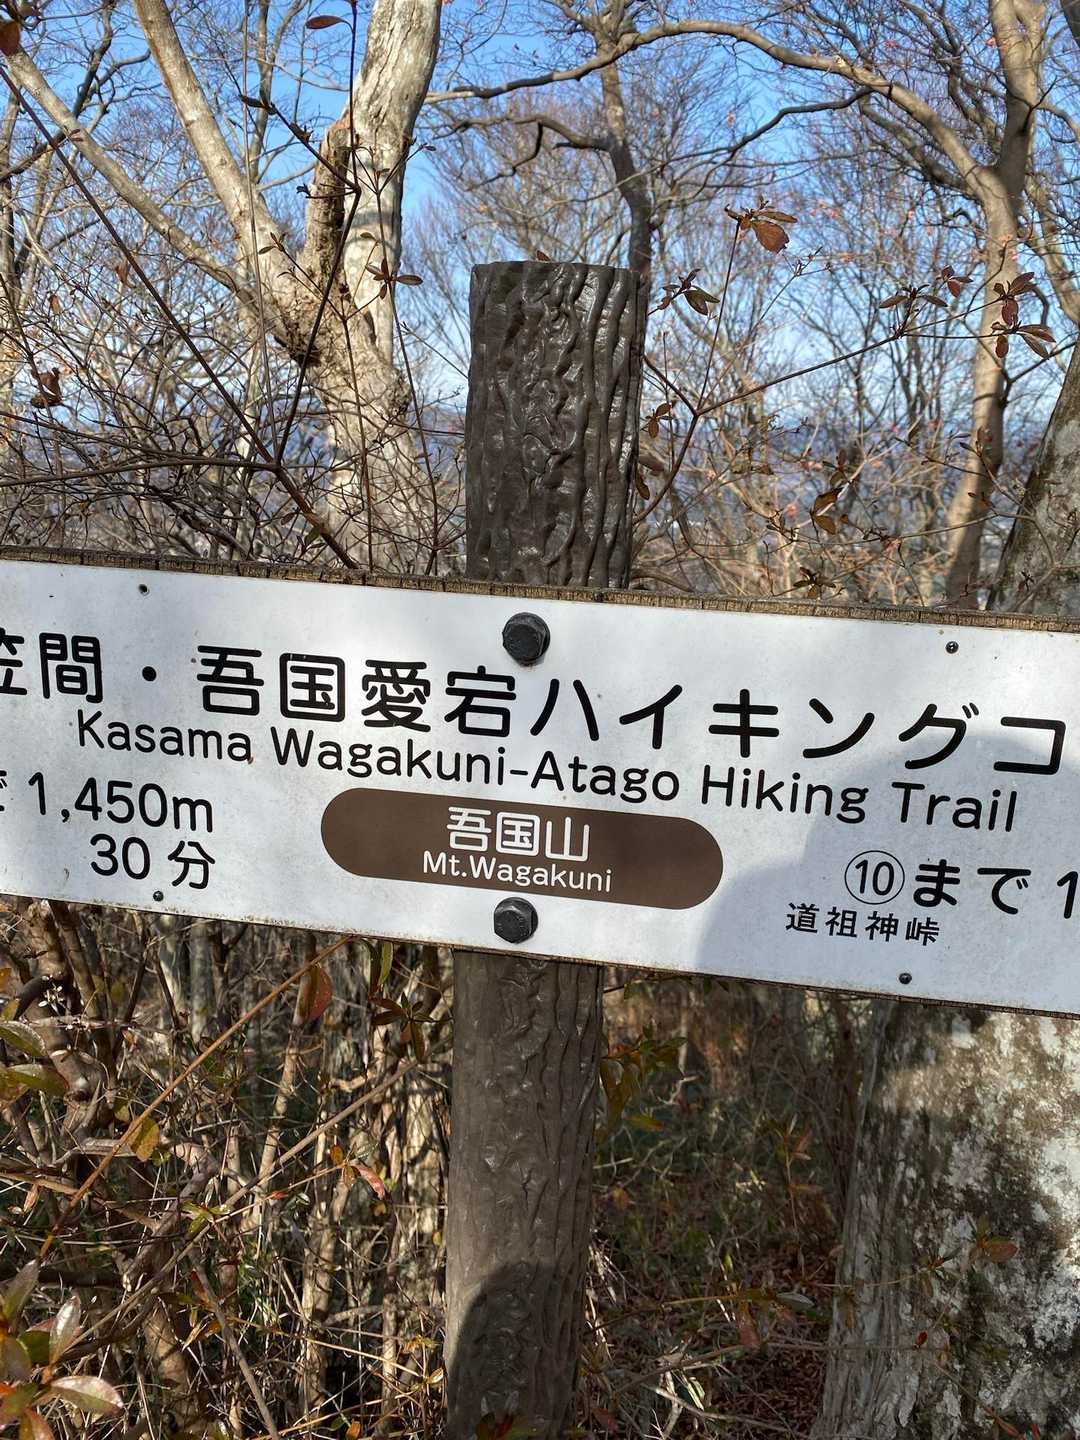 笠間・吾国愛宕ハイキングコ
Kasama Wagakuni-Atago Hiking Trail
で 1,450m
30 分
吾国山
Mt.Wagakuni
⑩まで 1
道祖神峠